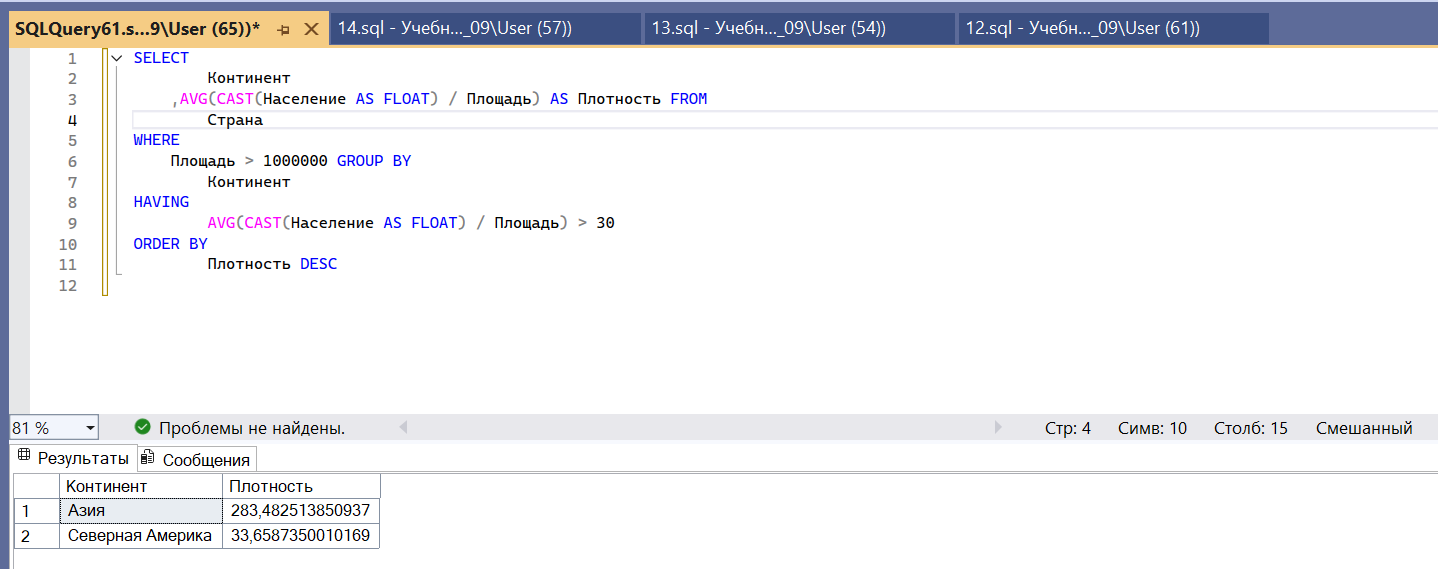 SQLQuery61.s...9\User (65))* 14.sql - Учебн..._09\User (57)) 13.sql - Учебн..._09\User (54)) 12.sql - Учебн..._09\User (61))
1 SELECT
2 Континент
3 ,AVG(CAST(Население AS FLOAT) / Площадь) AS Плотность FROM
4 Страна
5 WHERE
6 Площадь > 1000000 GROUP BY
7 Континент
8 HAVING
9 AVG(CAST(Население AS FLOAT) / Площадь) > 30
10 ORDER BY
11 Плотность DESC
12
81 % Проблемы не найдены. Стр: 4 Симв: 10 Столб: 15 Смешанный
Результаты Сообщения
Континент Плотность
1 Азия 283,482513850937
2 Северная Америка 33,6587350010169